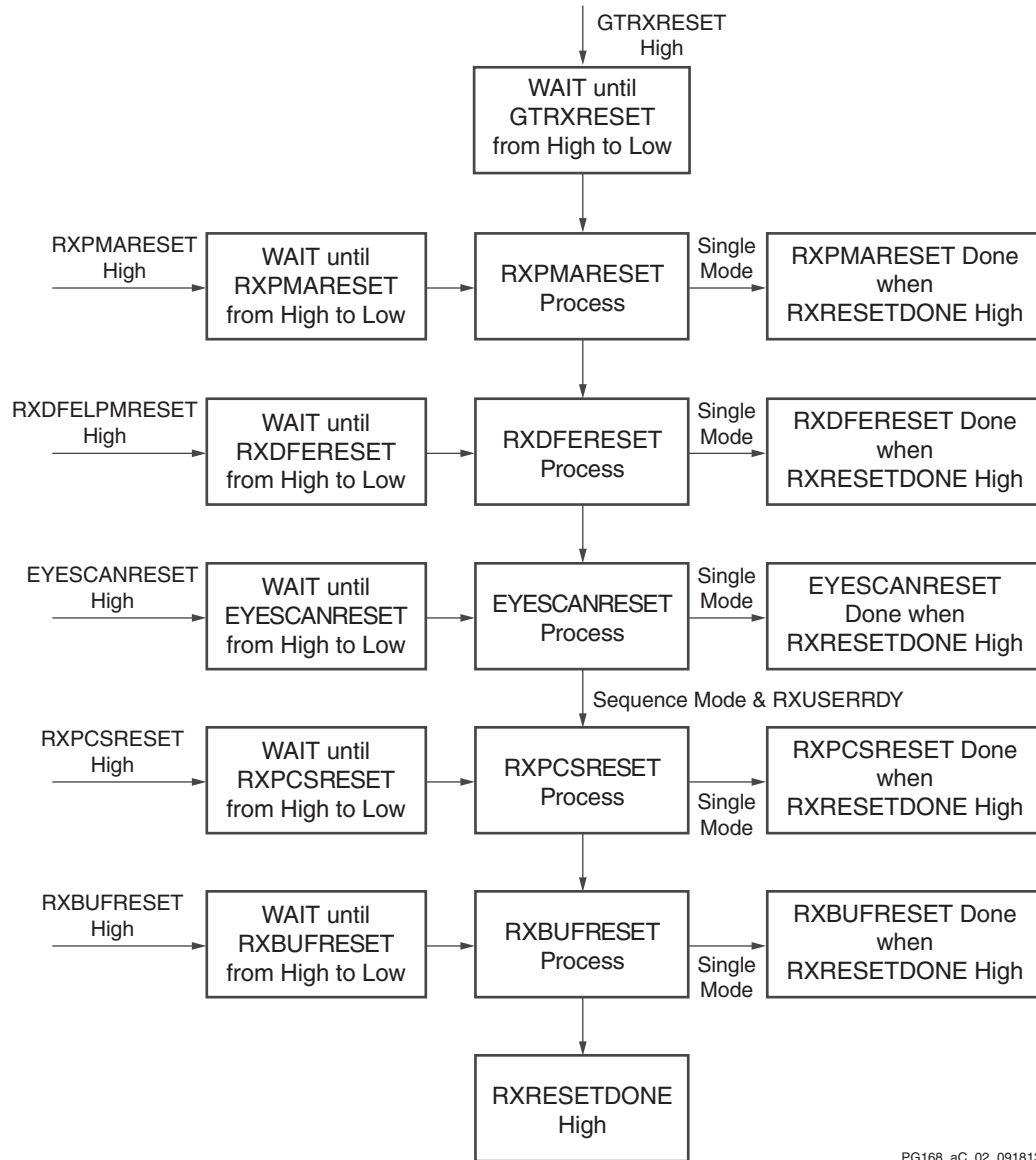 GTRXRESET
High
WAIT until
GTRXRESET
from High to Low
RXPMARESET
High
WAIT until
RXPMARESET
from High to Low
RXPMARESET
Process
Single
Mode
RXPMARESET Done
when
RXRESETDONE High
RXDFELPMRESET
High
WAIT until
RXDFERESET
from High to Low
RXDFERESET
Process
Single
Mode
RXDFERESET Done
when
RXRESETDONE High
EYESCANRESET
High
WAIT until
EYESCANRESET
from High to Low
EYESCANRESET
Process
Single
Mode
EYESCANRESET
Done when
RXRESETDONE High
Sequence Mode & RXUSERRDY
RXPCSRESET
High
WAIT until
RXPCSRESET
from High to Low
RXPCSRESET
Process
Single
Mode
RXPCSRESET Done
when
RXRESETDONE High
RXBUFRESET
High
WAIT until
RXBUFRESET
from High to Low
RXBUFRESET
Process
Single
Mode
RXBUFRESET Done
when
RXRESETDONE High
RXRESETDONE
High